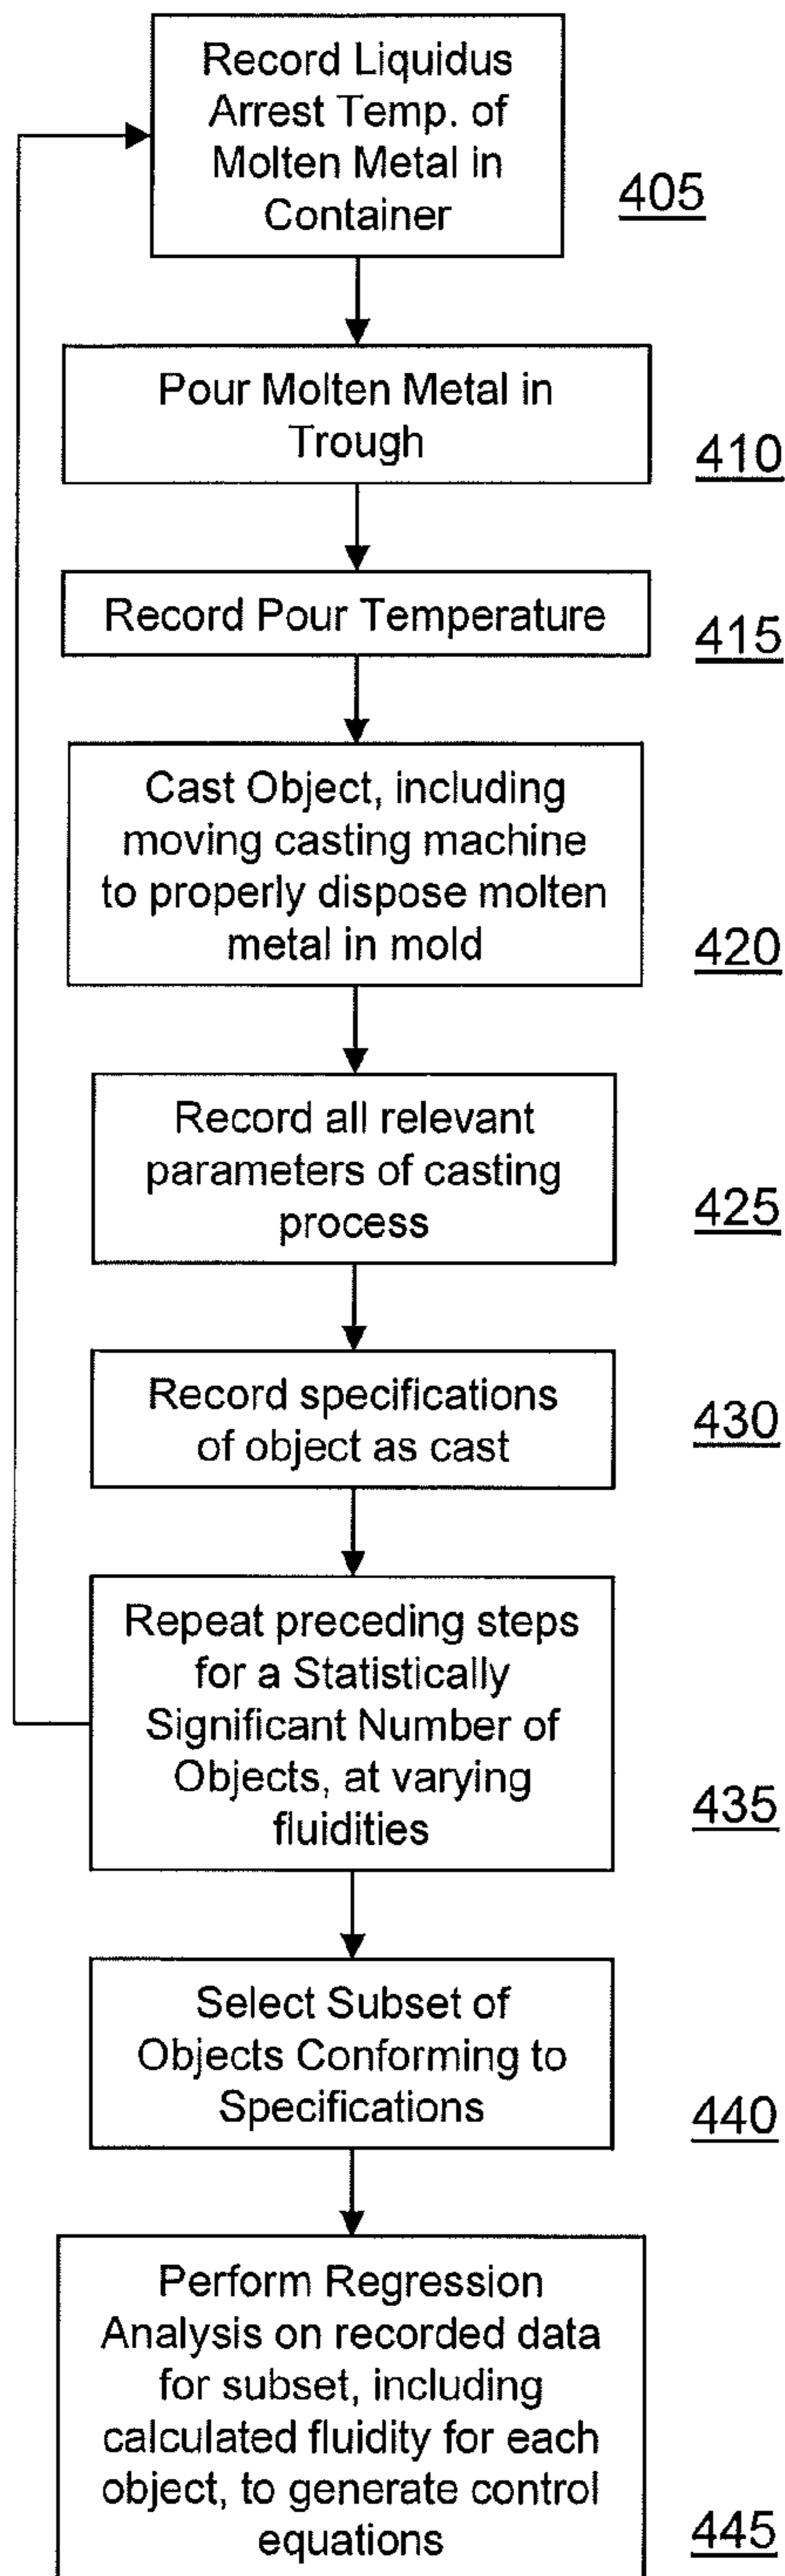 Record Liquidus
Arrest Temp. of
Molten Metal in
Container
405
Pour Molten Metal in
Trough
410
Record Pour Temperature
415
Cast Object, including
moving casting machine
to properly dispose molten
metal in mold
420
Record all relevant
parameters of casting
process
425
Record specifications
of object as cast
430
Repeat preceding steps
for a Statistically
Significant Number of
Objects, at varying
fluidities
435
Select Subset of
Objects Conforming to
Specifications
440
Perform Regression
Analysis on recorded data
for subset, including
calculated fluidity for each
object, to generate control
equations
445